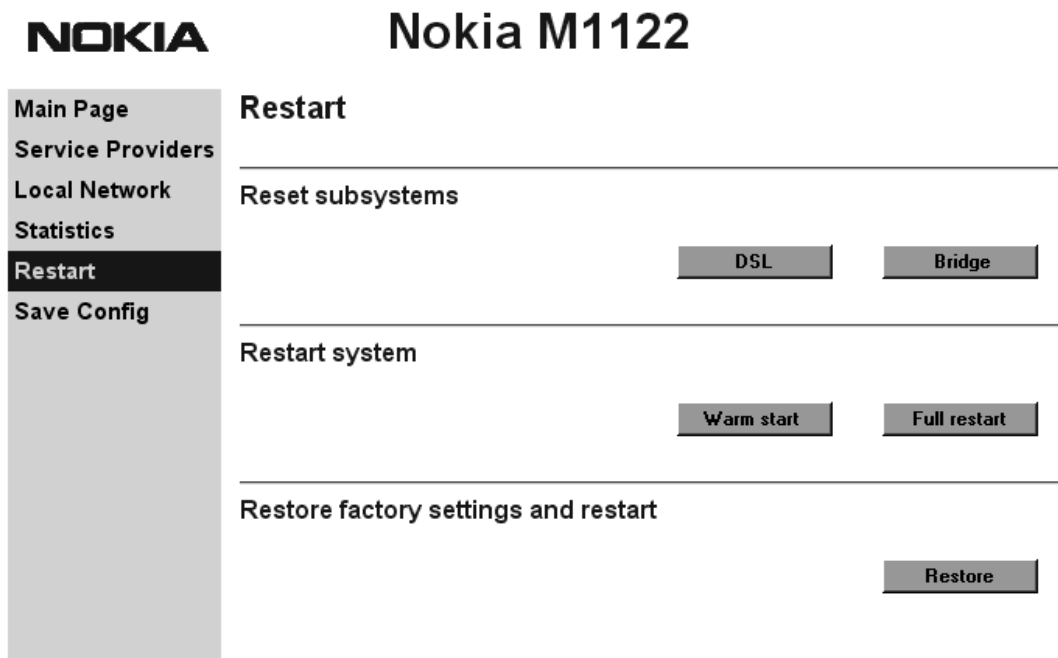 NOKIA
Nokia M1122
Main Page
Service Providers
Local Network
Statistics
Restart
Save Config
Restart
Reset subsystems
DSL Bridge
Restart system
Warm start Full restart
Restore factory settings and restart
Restore